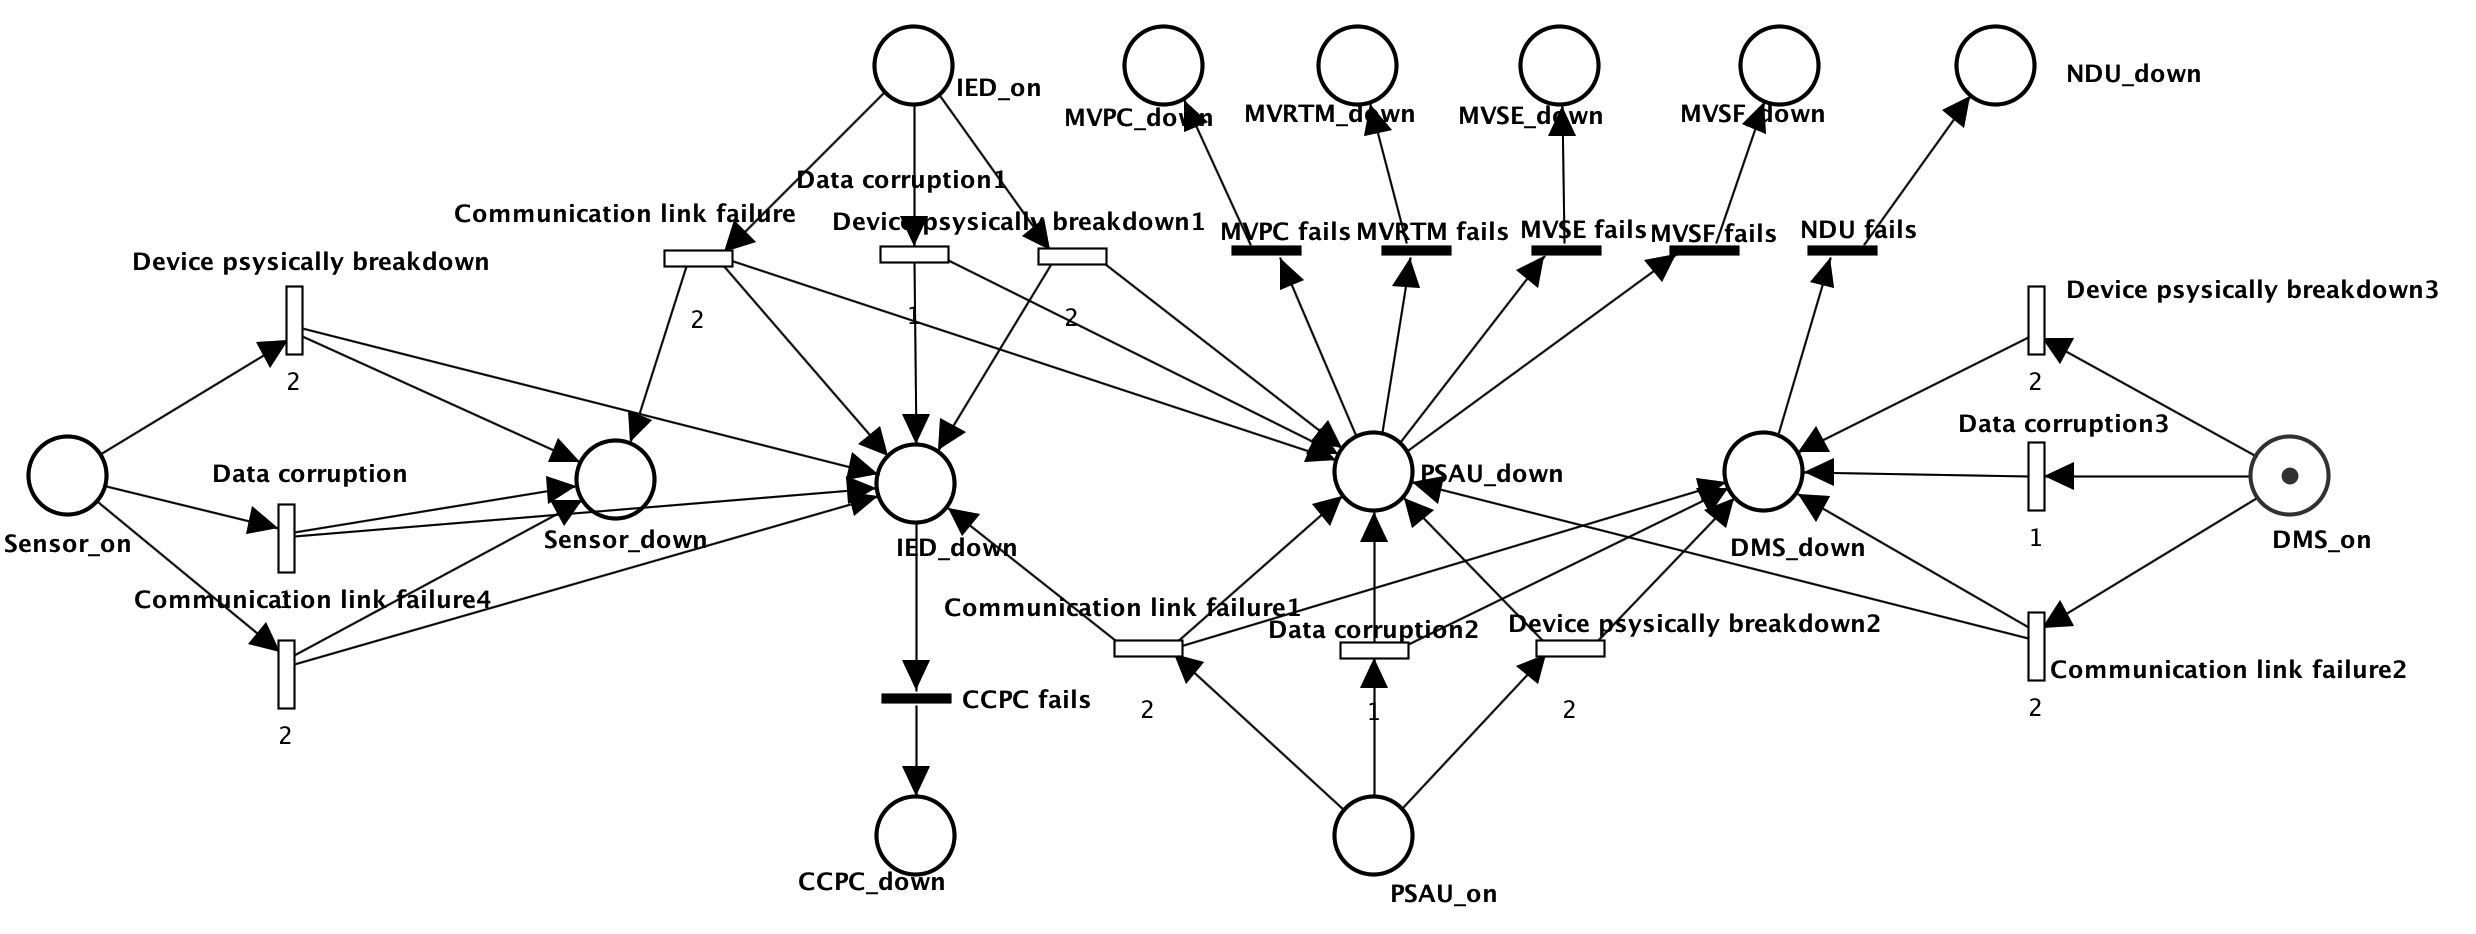 IED_on
NDU_down
MVPC_down
MVRTM_down
MVSE_down
MVSF_down
Data corruption1
Communication link failure
Device psysically breakdown1
MVPC fails
MVRTM fails
MVSE fails
MVSF fails
NDU fails
Device psysically breakdown
Device psysically breakdown3
2
1
2
2
2
Data corruption3
Data corruption
PSAU_down
Sensor_on
Sensor_down
IED_down
DMS_down
1
DMS_on
1
Communication link failure4
Communication link failure1
Data corruption2
Device psysically breakdown2
Communication link failure2
CCPC fails
2
2
1
2
2
CCPC_down
PSAU_on